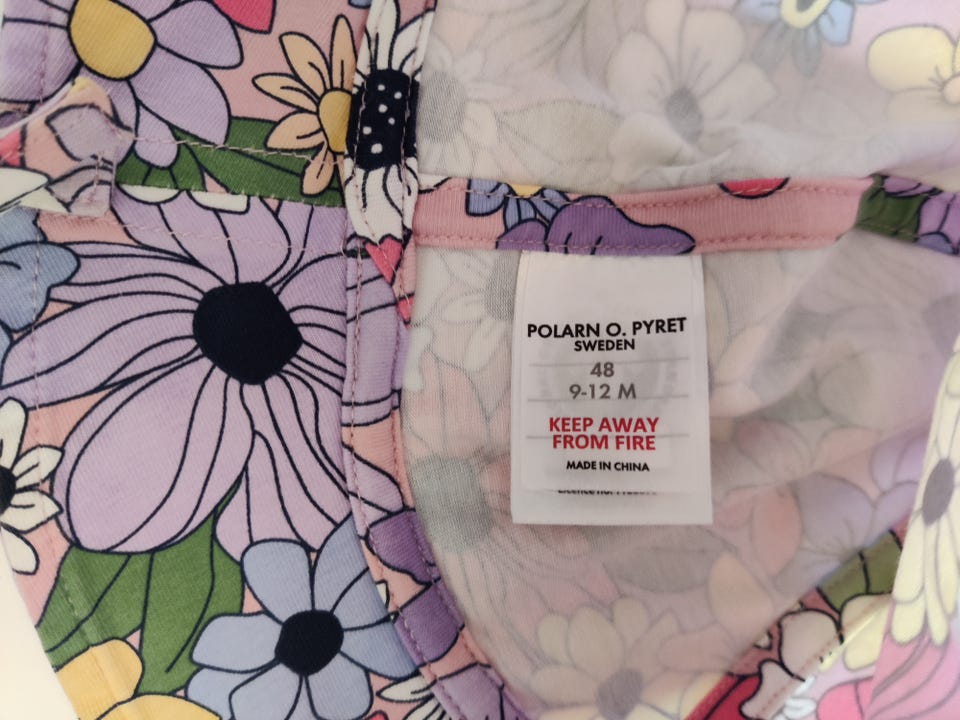 POLARN O. PYRET
SWEDEN
48
9-12 M
KEEP AWAY
FROM FIRE
MADE IN CHINA